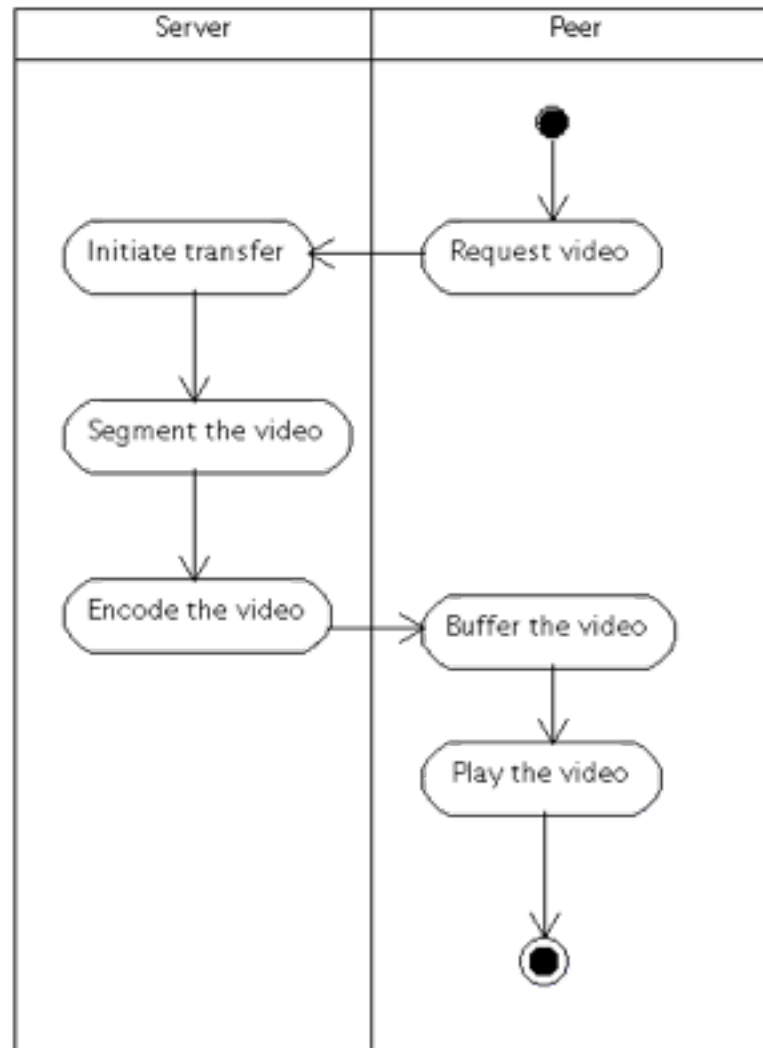 Server
Peer
Initiate transfer
Request video
Segment the video
Encode the video
Buffer the video
Play the video